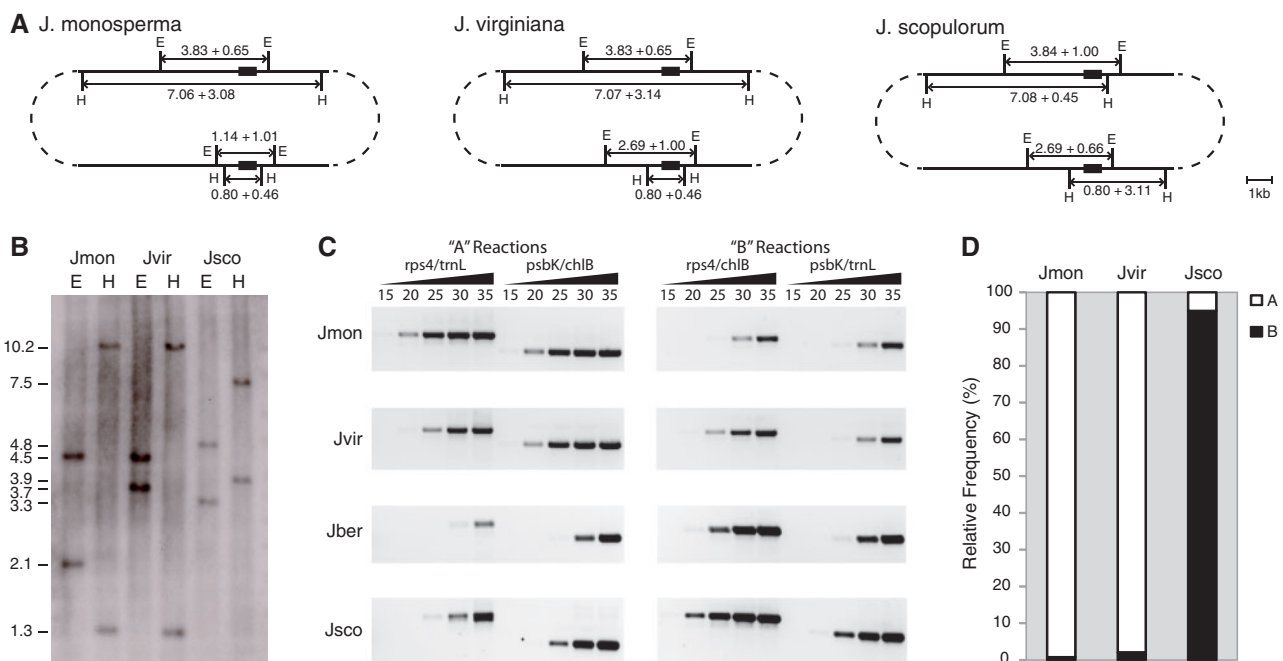 A
J. monosperma
E
3.83 + 0.65
E
H
7.06 + 3.08
H
1.14 + 1.01
E
E
H
0.80 + 0.46
H
J. virginiana
E
3.83 + 0.65
E
H
7.07 + 3.14
H
E
2.69 + 1.00
E
H
0.80 + 0.46
H
J. scopulorum
E
3.84 + 1.00
E
H
7.08 + 0.45
H
E
2.69 + 0.66
E
H
0.80 + 3.11
H
1kb
B
Jmon Jvir Jsco
E H E H E H
10.2
7.5
4.8
4.5
3.9
3.7
3.3
2.1
1.3
C
"A" Reactions
rps4/trnL psbK/chlB
15 20 25 30 35 15 20 25 30 35
"B" Reactions
rps4/chlB psbK/trnL
15 20 25 30 35 15 20 25 30 35
Jmon
Jvir
Jber
Jsco
D
Jmon Jvir Jsco
Relative Frequency (%)
100
90
80
70
60
50
40
30
20
10
0
A
B